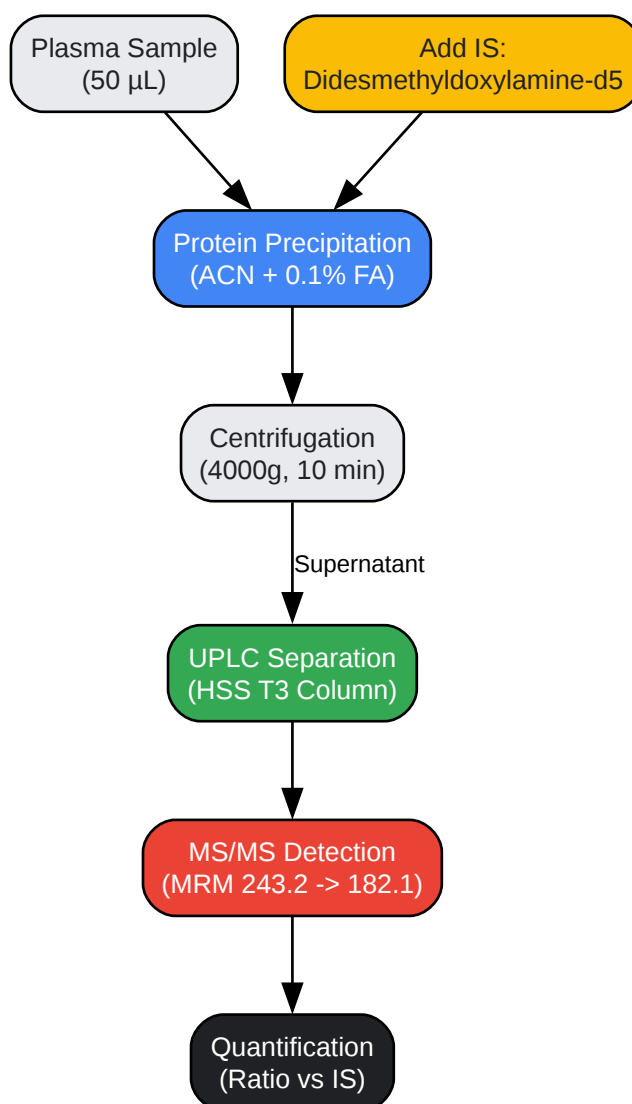 Plasma Sample
(50 µL)
Add IS:
Didesmethyldoxylamine-d5
Protein Precipitation
(ACN + 0.1% FA)
Centrifugation
(4000g, 10 min)
Supernatant
UPLC Separation
(HSS T3 Column)
MS/MS Detection
(MRM 243.2 -> 182.1)
Quantification
(Ratio vs IS)